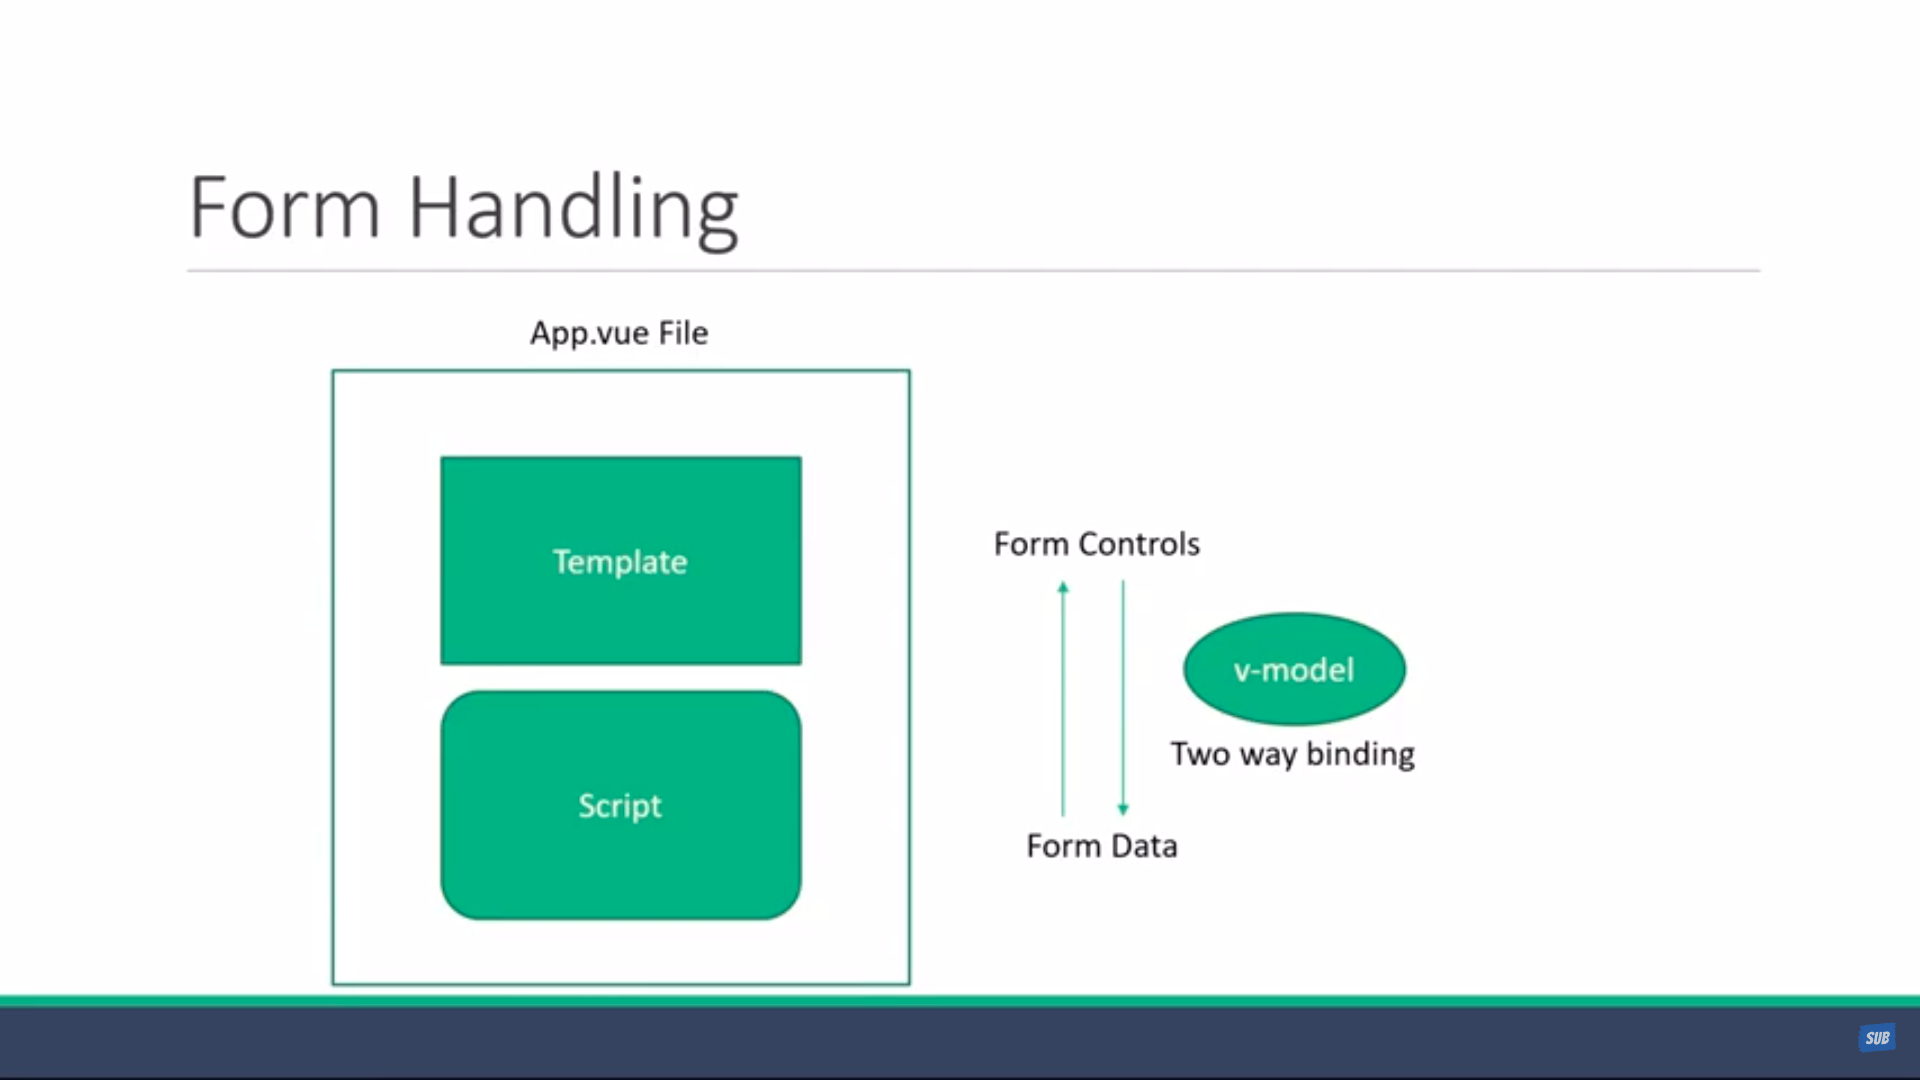 Form Handling
App.vue File
Template
Script
Form Controls
v-model
Two way binding
Form Data
SUB